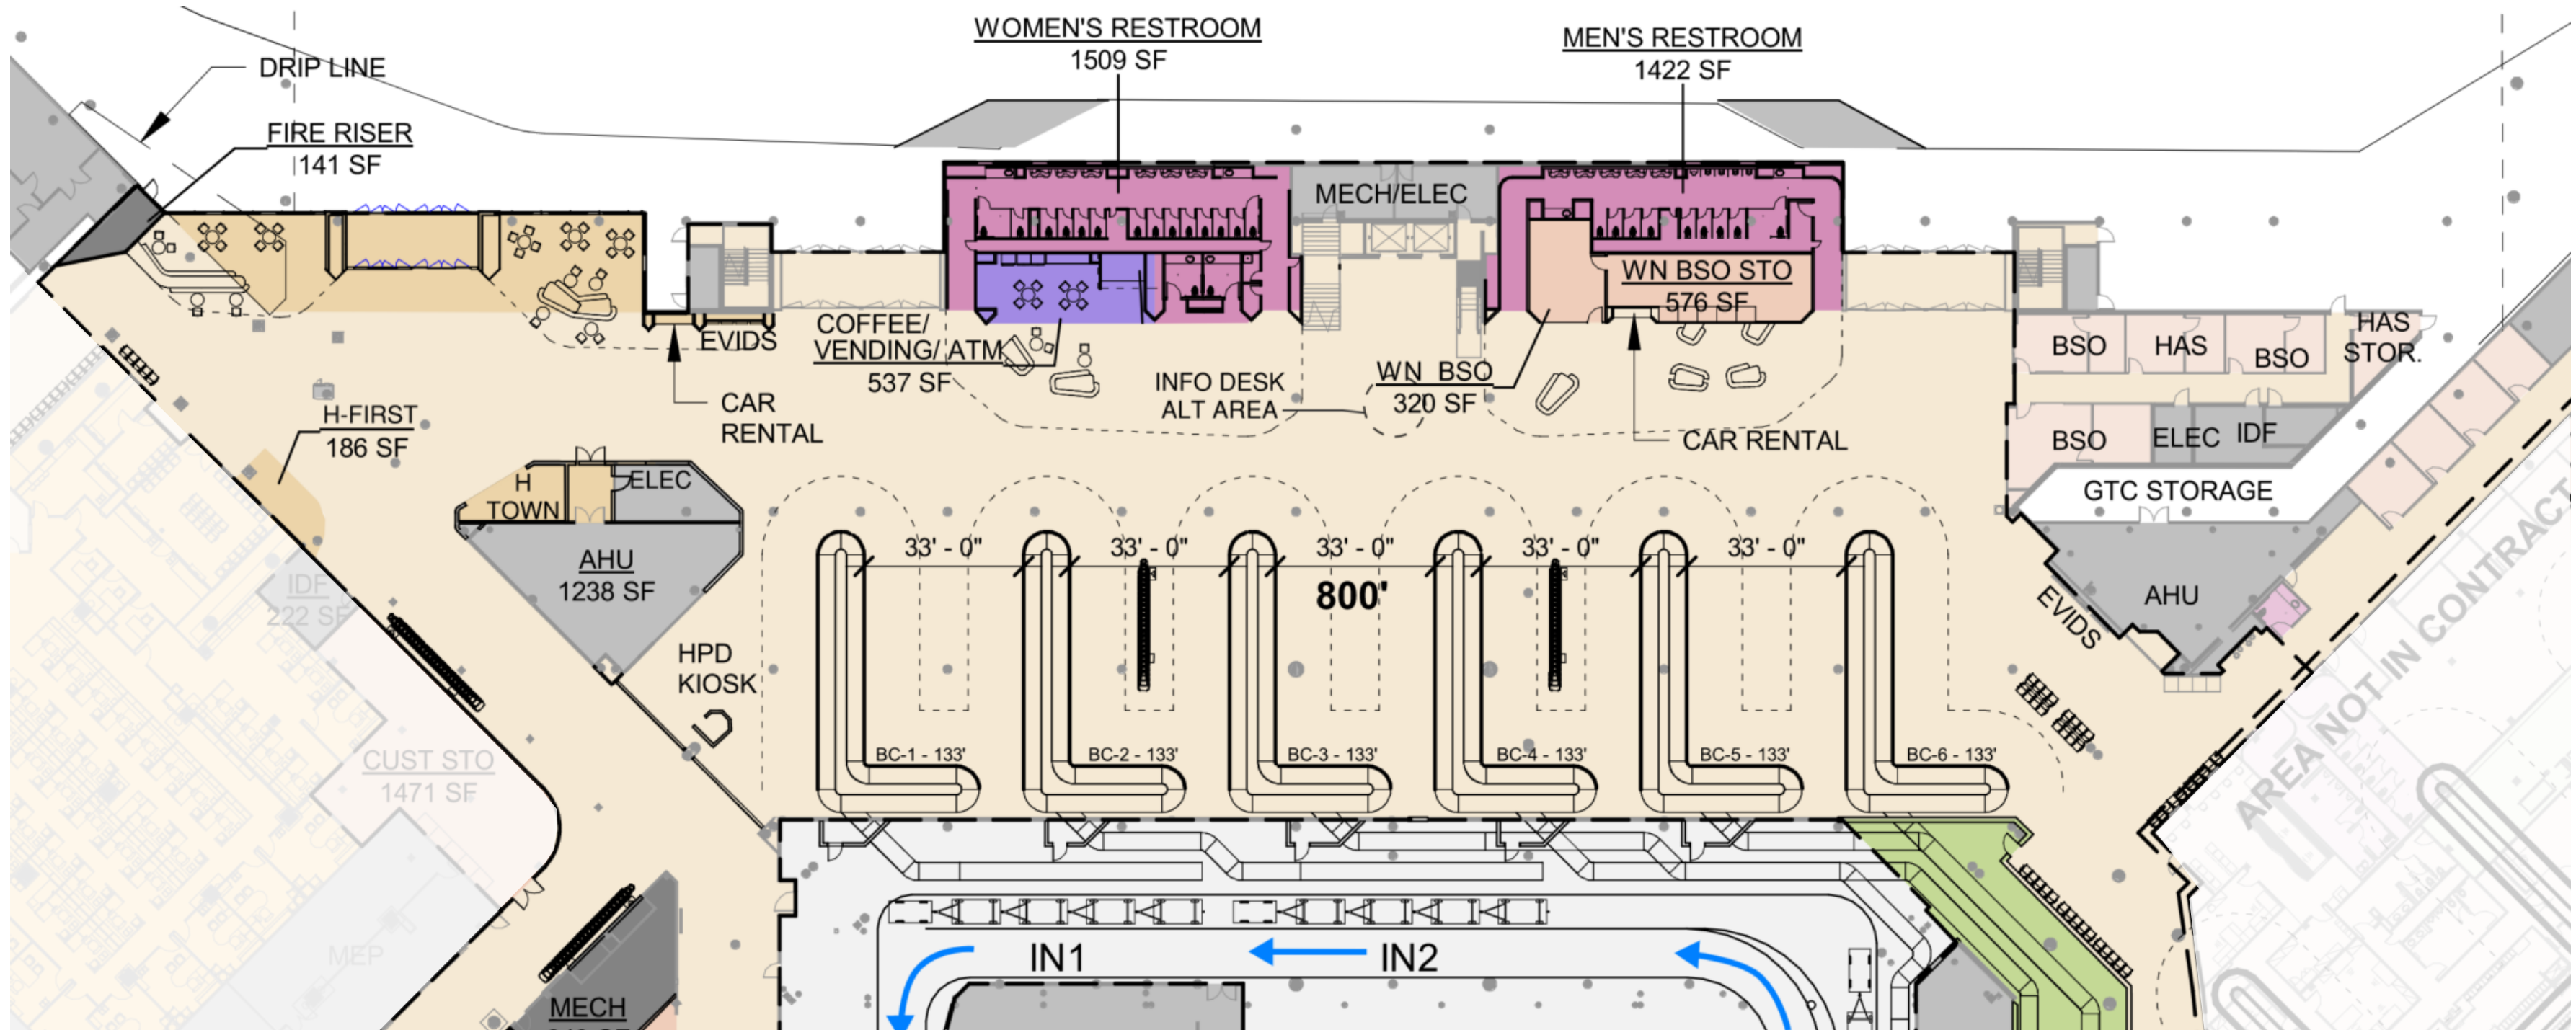 WOMEN'S RESTROOM
1509 SF
MEN'S RESTROOM
1422 SF
DRIP LINE
FIRE RISER
141 SF
MECH/ELEC
WN BSO STO
576 SF
EVIDS
COFFEE/
VENDING/ ATM
537 SF
CAR
RENTAL
INFO DESK
ALT AREA
WN BSO
320 SF
CAR RENTAL
BSO
HAS
BSO
HAS
STOR.
BSO
ELEC
IDF
GTC STORAGE
H-FIRST
186 SF
H
TOWN
ELEC
AHU
1238 SF
33' - 0"
33' - 0"
33' - 0"
33' - 0"
33' - 0"
800'
AHU
EVIDS
IDF
222 SF
HPD
KIOSK
CUST STO
1471 SF
BC-1 - 133'
BC-2 - 133'
BC-3 - 133'
BC-4 - 133'
BC-5 - 133'
BC-6 - 133'
AREA NOT IN CONTRACT
MEP
IN1
IN2
MECH